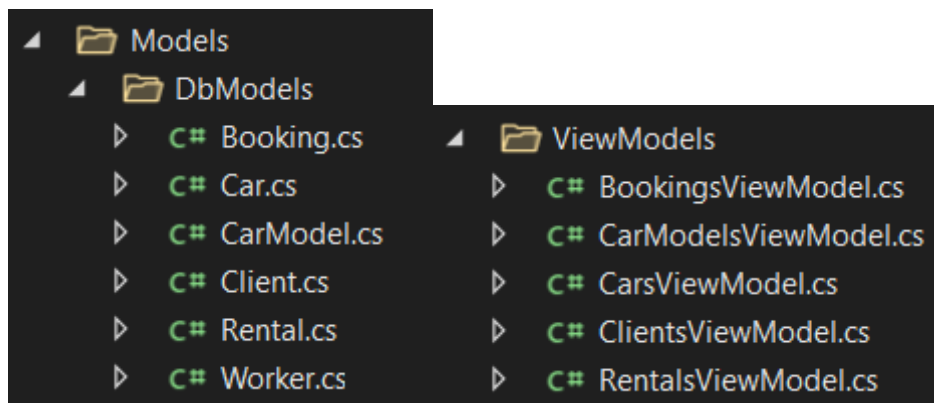 Models
DbModels
C# Booking.cs
C# Car.cs
C# CarModel.cs
C# Client.cs
C# Rental.cs
C# Worker.cs
ViewModels
C# BookingsViewModel.cs
C# CarModelsViewModel.cs
C# CarsViewModel.cs
C# ClientsViewModel.cs
C# RentalsViewModel.cs